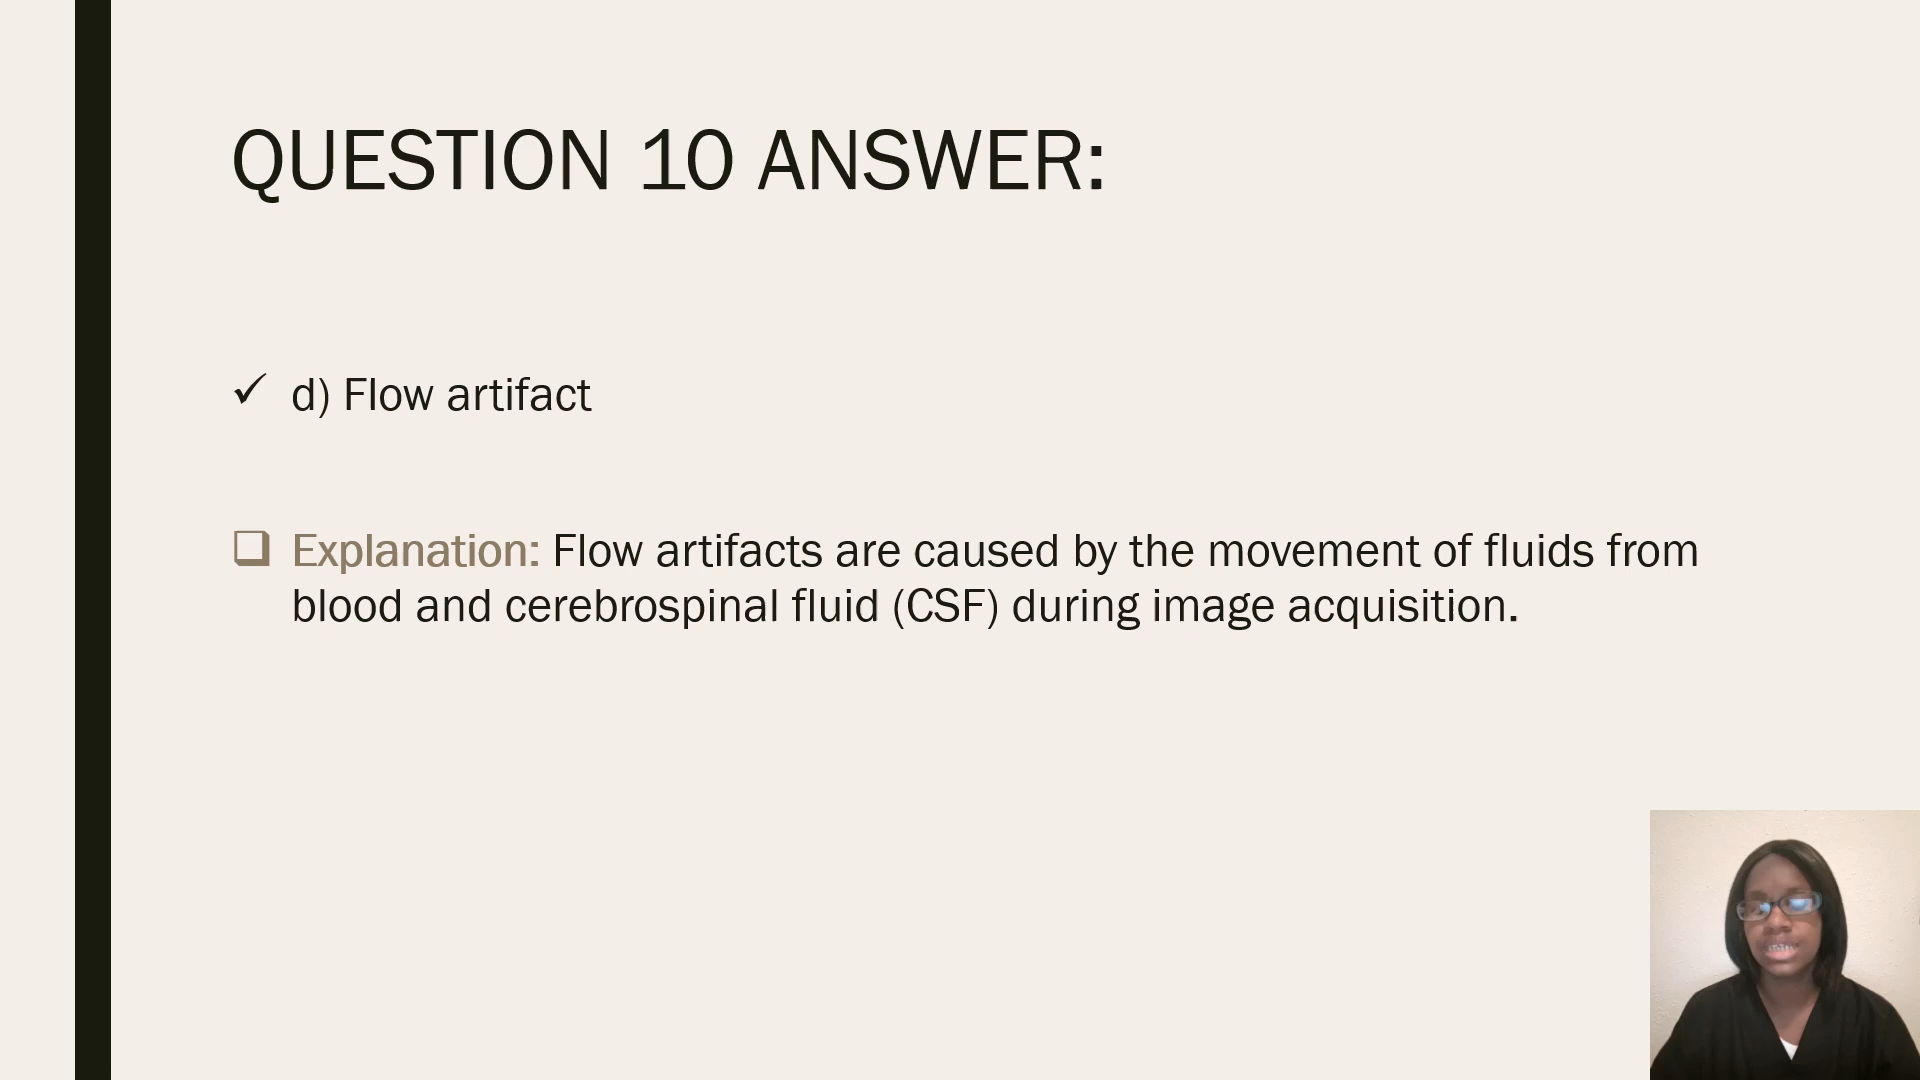 QUESTION 10 ANSWER:
✓ d) Flow artifact
❑ Explanation: Flow artifacts are caused by the movement of fluids from
blood and cerebrospinal fluid (CSF) during image acquisition.